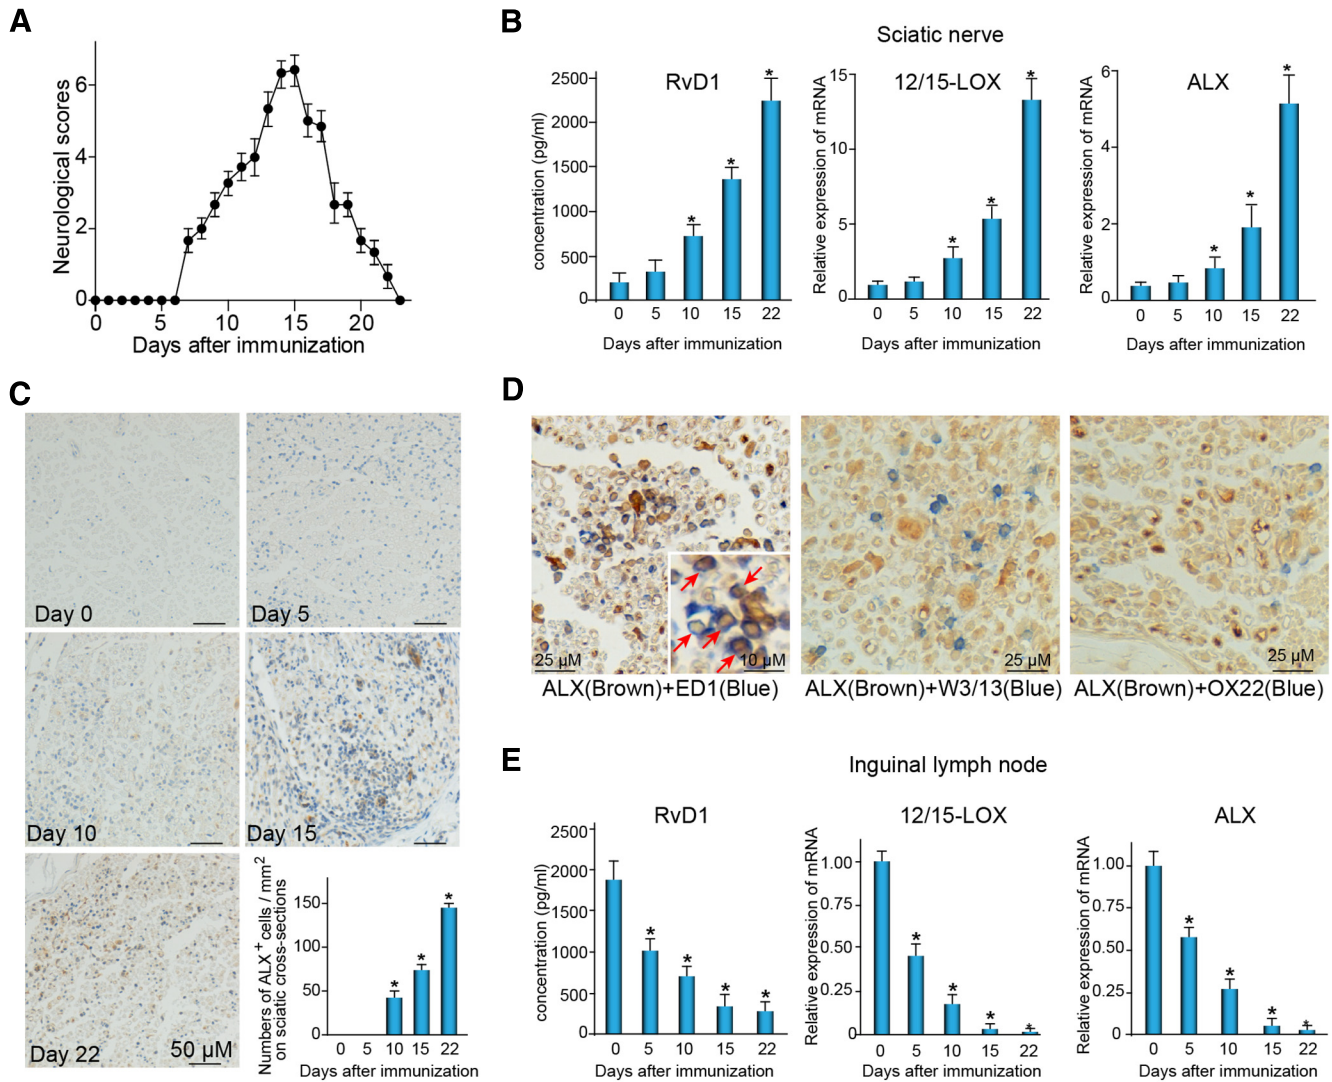 A
Neurological scores
6
4
2
0
0 5 10 15 20
Days after immunization
B
Sciatic nerve
RvD1
concentration (pg/ml)
2500
2000
1500
1000
500
0
* * *
0 5 10 15 22
Days after immunization
12/15-LOX
Relative expression of mRNA
15
10
5
0
* * *
0 5 10 15 22
Days after immunization
ALX
Relative expression of mRNA
6
4
2
0
* * *
0 5 10 15 22
Days after immunization
C
Day 0
Day 5
Day 10
Day 15
Day 22
50 µM
Numbers of ALX+cells / mm2
on sciatic cross-sections
150
100
50
0
* * *
0 5 10 15 22
Days after immunization
D
25 µM
10 µM
ALX(Brown)+ED1(Blue)
25 µM
ALX(Brown)+W3/13(Blue)
25 µM
ALX(Brown)+OX22(Blue)
E
Inguinal lymph node
RvD1
concentration (pg/ml)
2500
2000
1500
1000
500
0
* * * *
0 5 10 15 22
Days after immunization
12/15-LOX
Relative expression of mRNA
1.00
0.75
0.50
0.25
0
* * * *
0 5 10 15 22
Days after immunization
ALX
Relative expression of mRNA
1.00
0.75
0.50
0.25
0
* * * *
0 5 10 15 22
Days after immunization